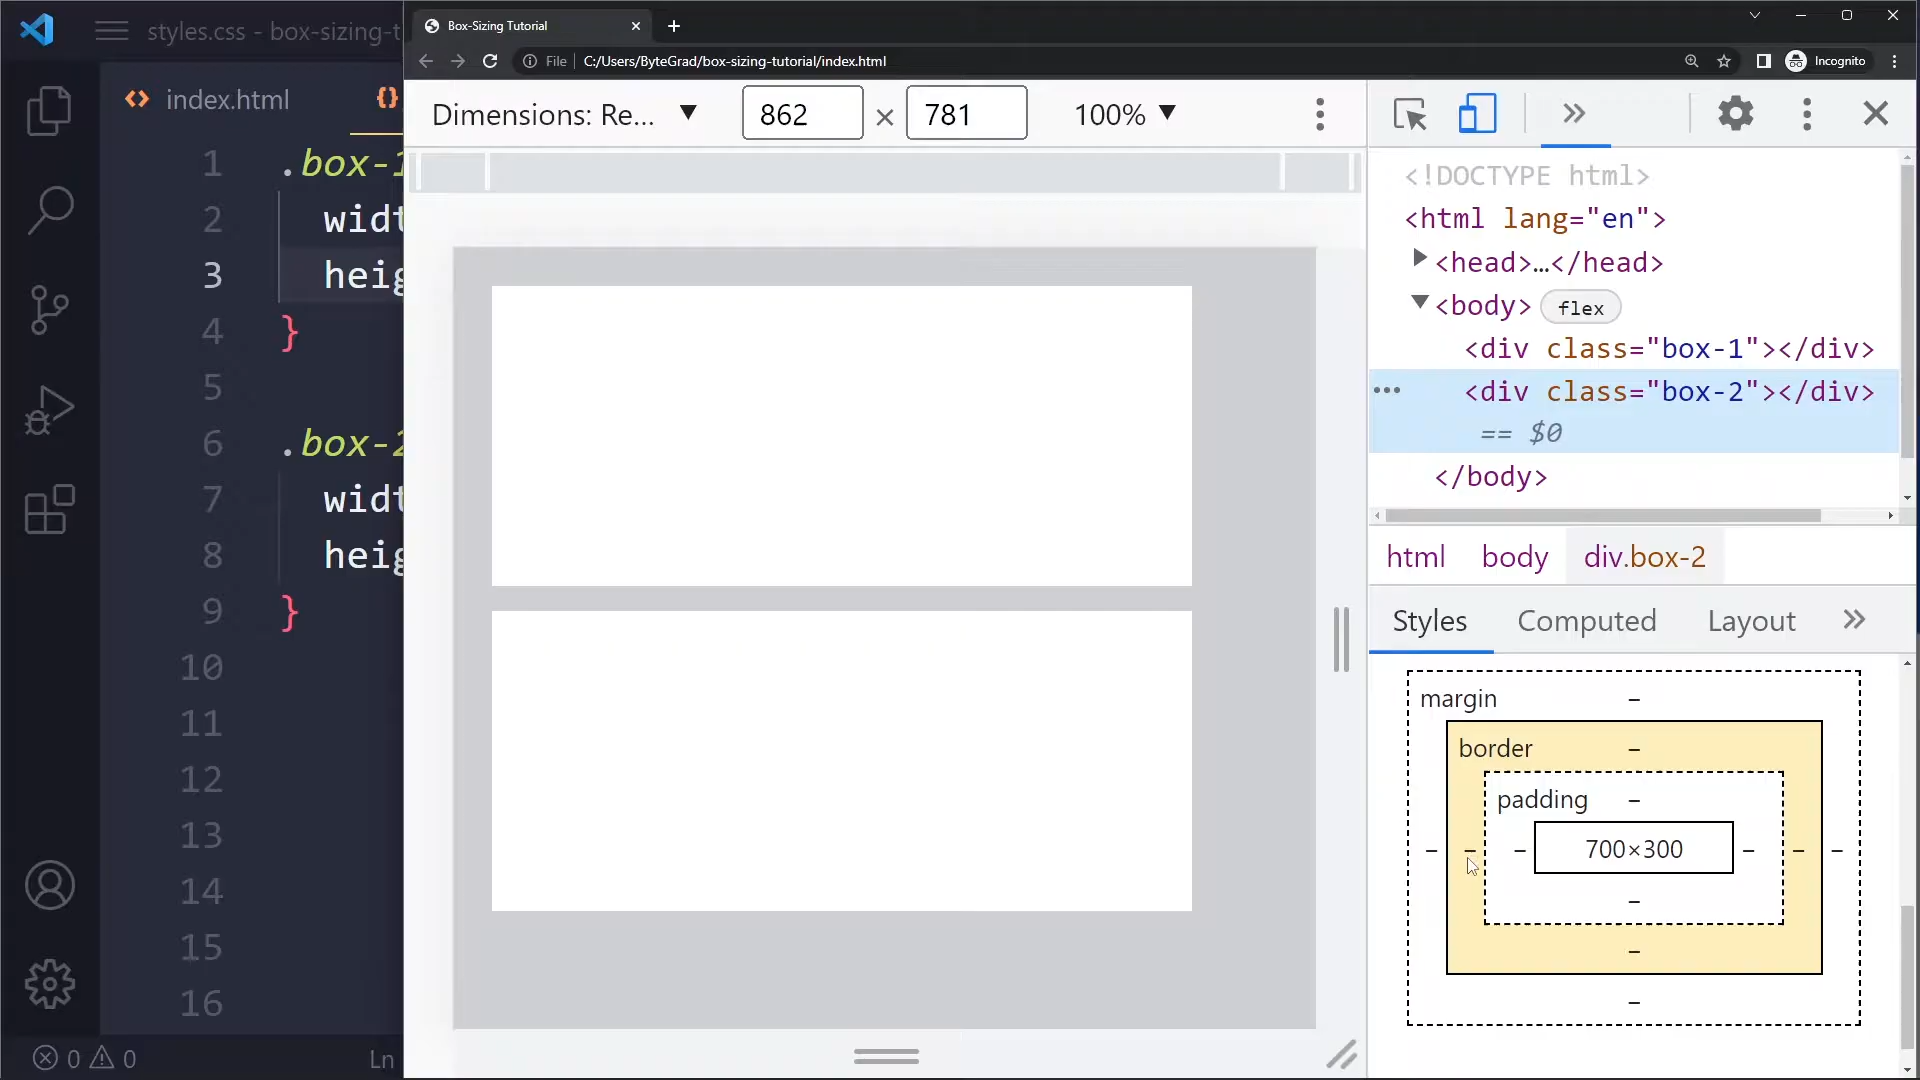 styles.css - box-sizing-t
index.html
{}
1 .box-1
2 widt
3 heig
4 }
5
6 .box-2
7 widt
8 heig
9 }
10
11
12
13
14
15
16
0 0
Ln
Box-Sizing Tutorial
File C:/Users/ByteGrad/box-sizing-tutorial/index.html
Incognito
Dimensions: Re... 862 × 781 100%
<!DOCTYPE html>
<html lang="en">
<head>…</head>
<body> flex
<div class="box-1"></div>
<div class="box-2"></div>
== $0
</body>
html body div.box-2
Styles Computed Layout
margin –
border –
padding –
– – – 700×300 – – –
–
–
–